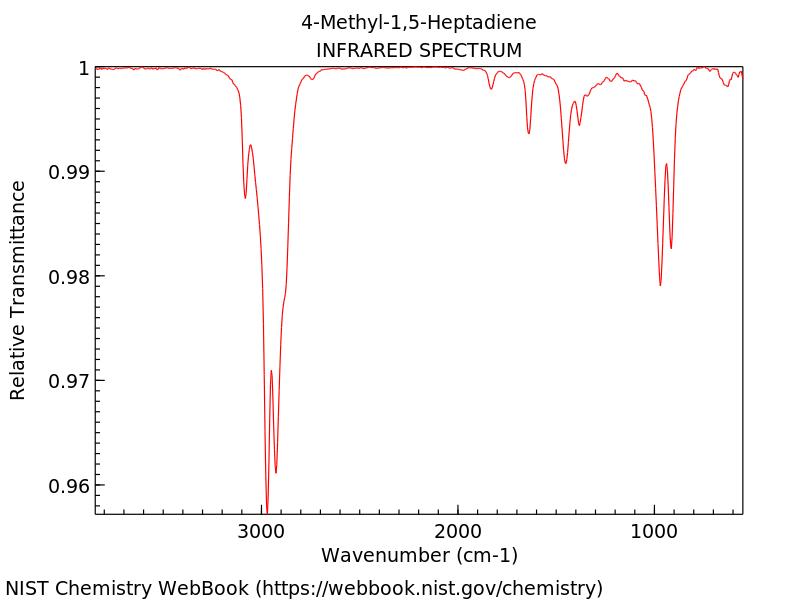 4-Methyl-1,5-Heptadiene
INFRARED SPECTRUM
1
0.99
0.98
0.97
0.96
Relative Transmittance
3000 2000 1000
Wavenumber (cm-1)
NIST Chemistry WebBook (https://webbook.nist.gov/chemistry)